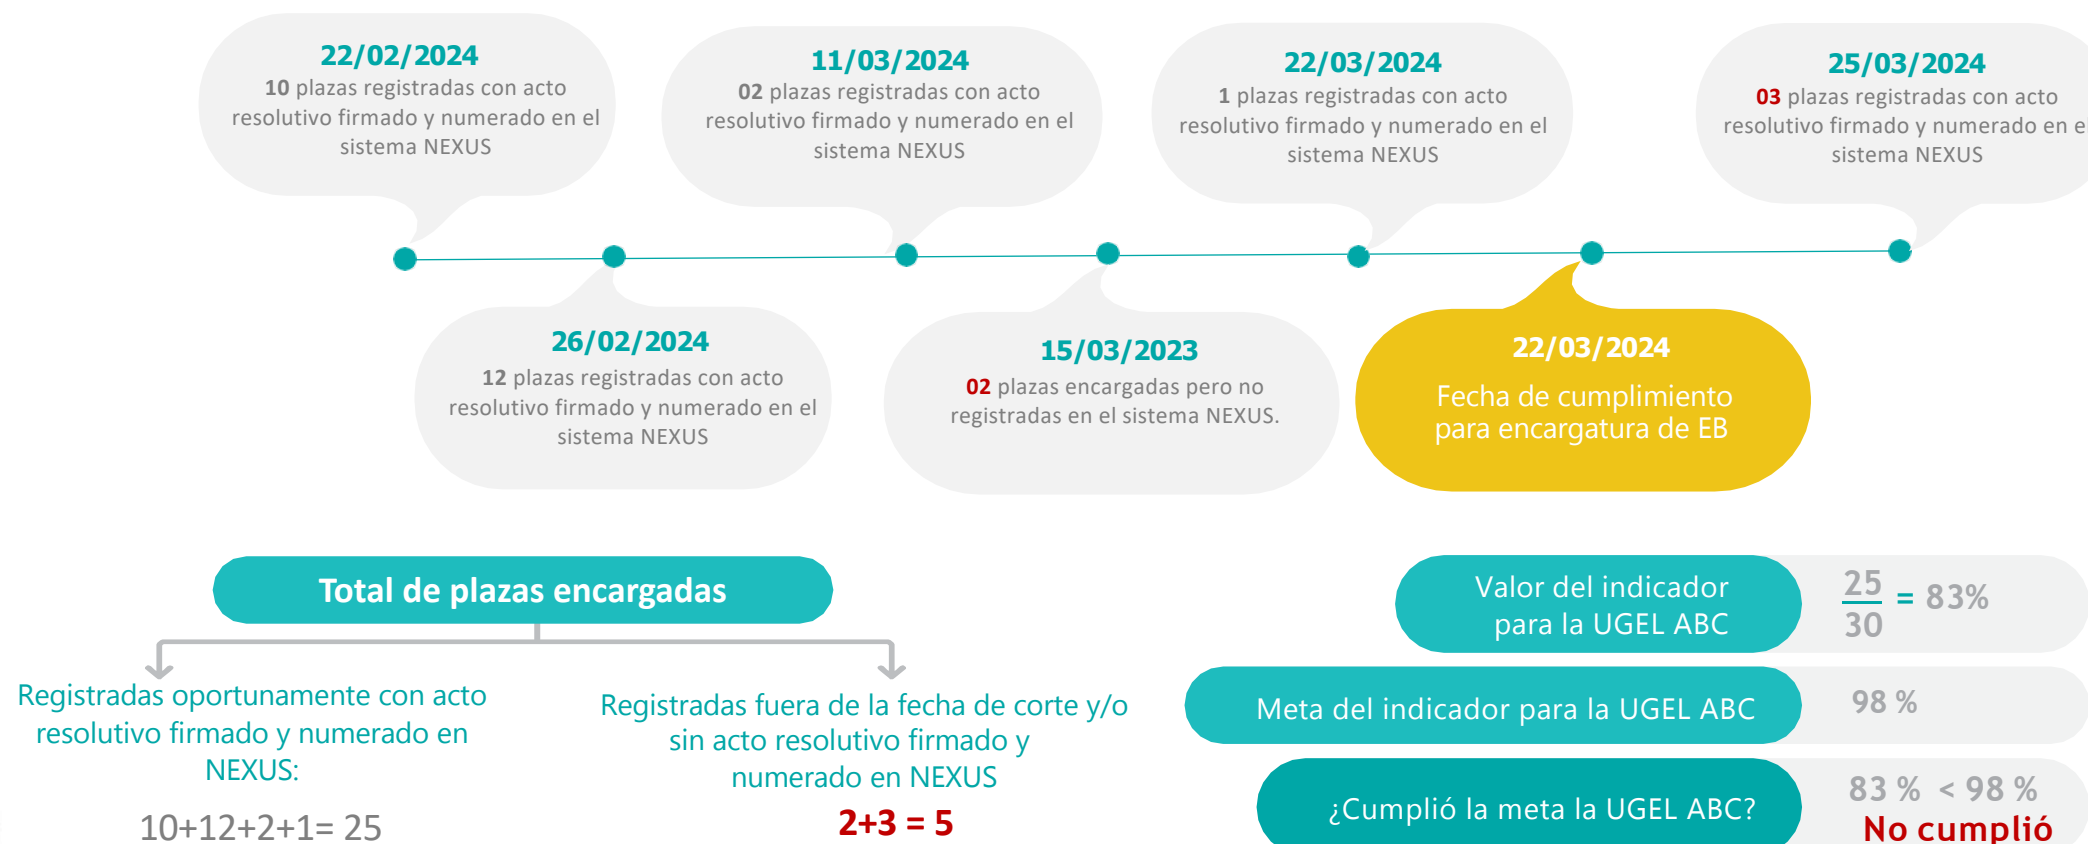 22/02/2024
10 plazas registradas con acto
resolutivo firmado y numerado en el
sistema NEXUS
11/03/2024
02 plazas registradas con acto
resolutivo firmado y numerado en el
sistema NEXUS
22/03/2024
1 plazas registradas con acto
resolutivo firmado y numerado en el
sistema NEXUS
25/03/2024
03 plazas registradas con acto
resolutivo firmado y numerado en el
sistema NEXUS
26/02/2024
12 plazas registradas con acto
resolutivo firmado y numerado en el
sistema NEXUS
15/03/2023
02 plazas encargadas pero no
registradas en el sistema NEXUS.
22/03/2024
Fecha de cumplimiento
para encargatura de EB
Total de plazas encargadas
Registradas oportunamente con acto
resolutivo firmado y numerado en
NEXUS:
10+12+2+1= 25
Registradas fuera de la fecha de corte y/o
sin acto resolutivo firmado y
numerado en NEXUS
2+3 = 5
Valor del indicador
para la UGEL ABC
25
30
= 83%
Meta del indicador para la UGEL ABC
98 %
¿Cumplió la meta la UGEL ABC?
83 % < 98 %
No cumplió